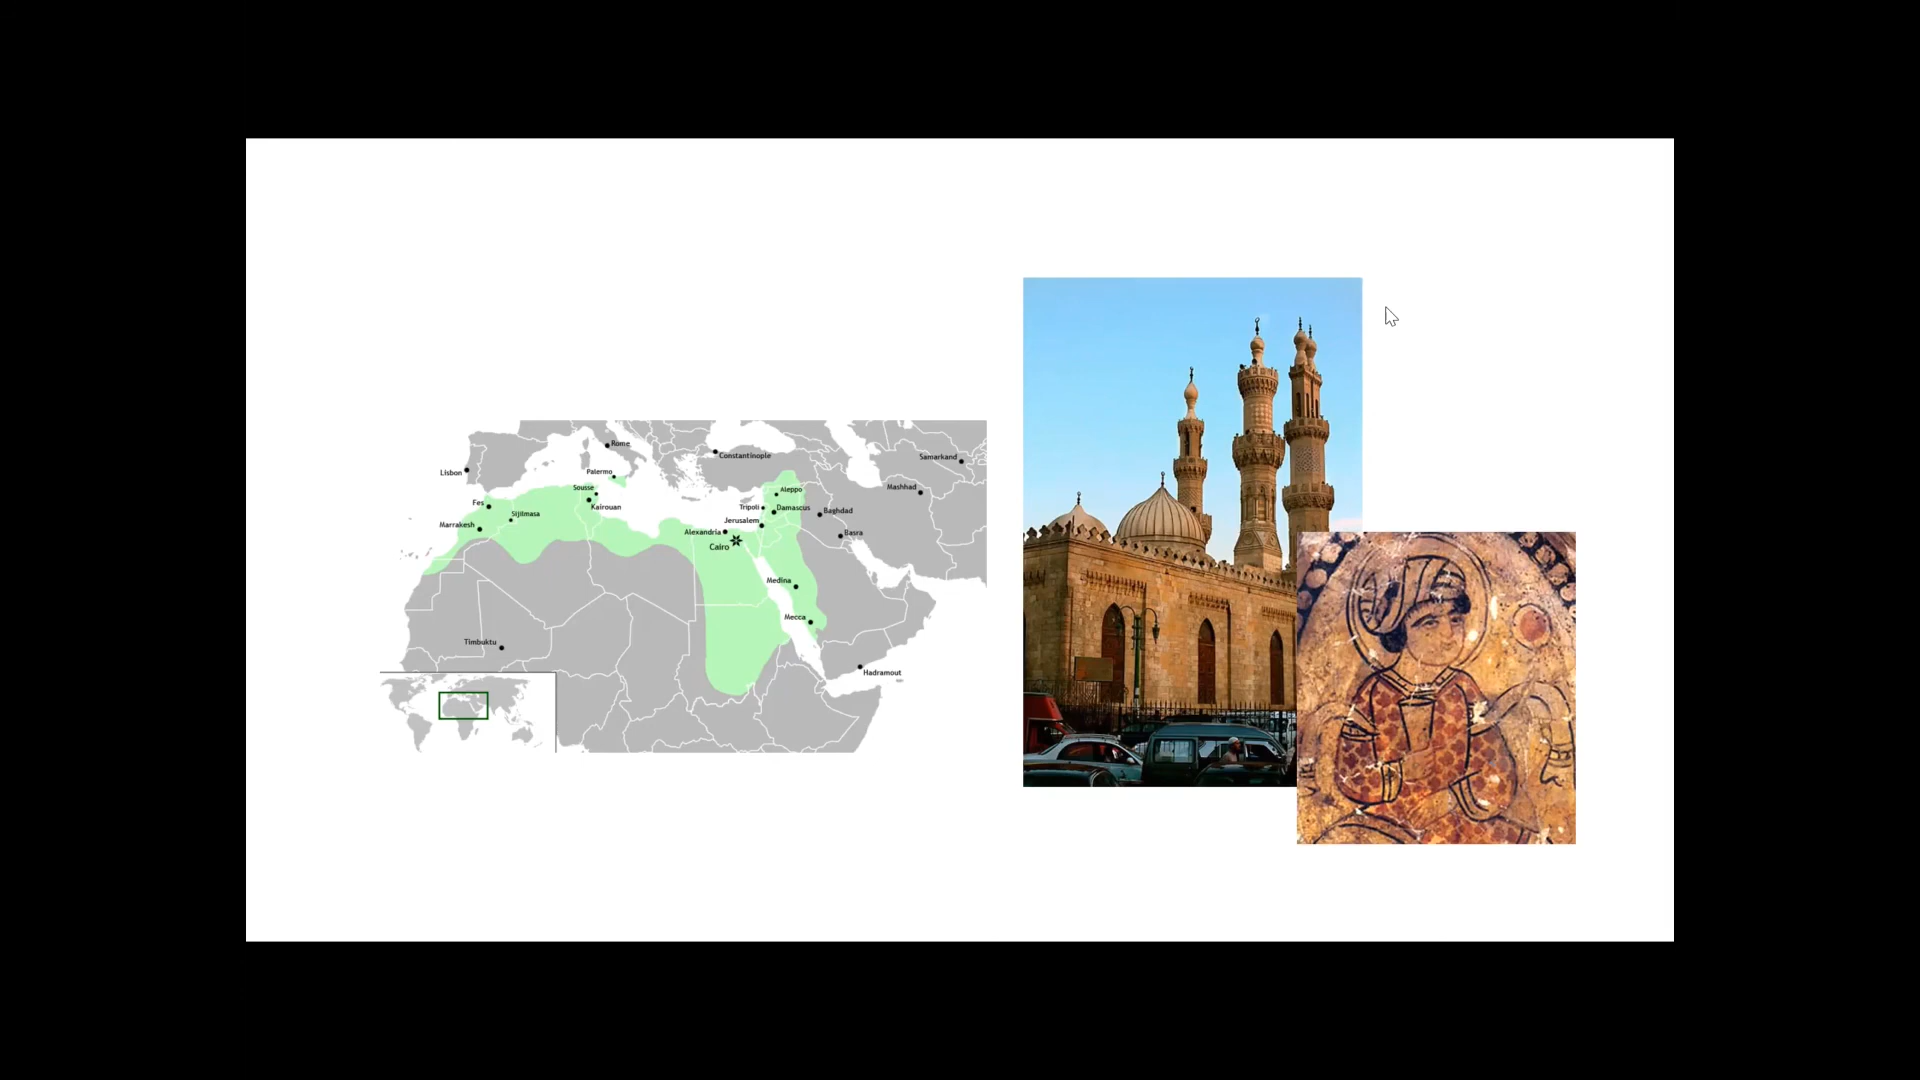 Rome
Constantinople
Samarkand
Lisbon
Palermo
Mashhad
Sousse
Aleppo
Fes
Kairouan
Tripoli
Damascus
Sijilmasa
Baghdad
Marrakesh
Jerusalem
Alexandria
Basra
Cairo
Medina
Mecca
Timbuktu
Hadramout